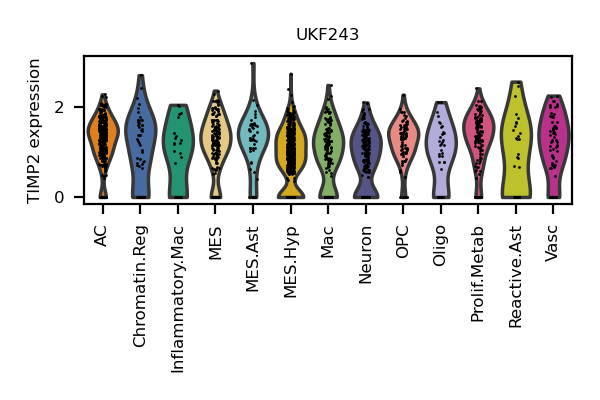 UKF243
TIMP2 expression
2
0
AC
Chromatin.Reg
Inflammatory.Mac
MES
MES.Ast
MES.Hyp
Mac
Neuron
OPC
Oligo
Prolif.Metab
Reactive.Ast
Vasc